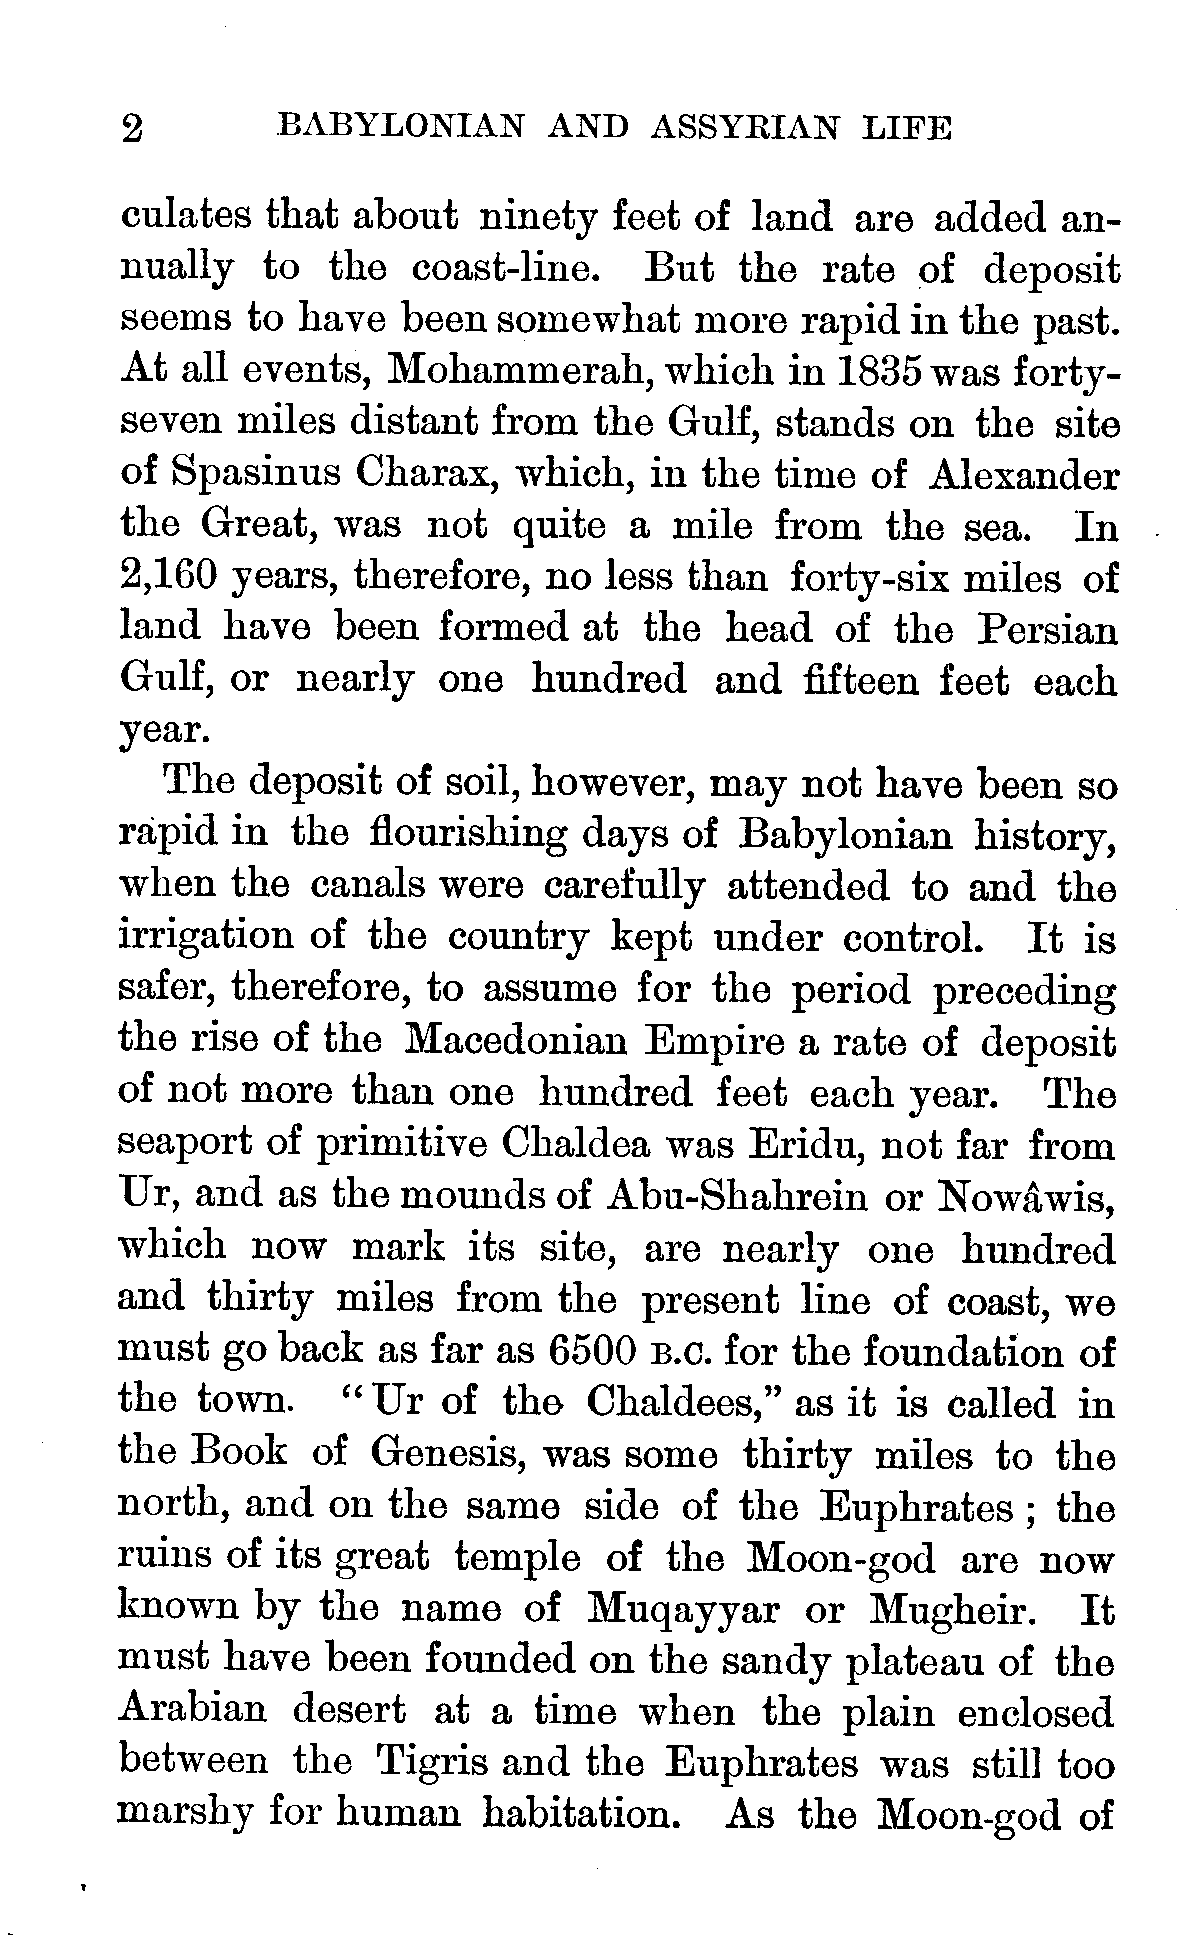 2 BABYLONIAN AND ASSYRIAN LIFE
culates that about ninety feet of land are added an-
nually to the coast-line. But the rate of deposit
seems to have been somewhat more rapid in the past.
At all events, Mohammerah, which in 1835 was forty-
seven miles distant from the Gulf, stands on the site
of Spasinus Charax, which, in the time of Alexander
the Great, was not quite a mile from the sea. In
2,160 years, therefore, no less than forty-six miles of
land have been formed at the head of the Persian
Gulf, or nearly one hundred and fifteen feet each
year.
The deposit of soil, however, may not have been so
rapid in the flourishing days of Babylonian history,
when the canals were carefully attended to and the
irrigation of the country kept under control. It is
safer, therefore, to assume for the period preceding
the rise of the Macedonian Empire a rate of deposit
of not more than one hundred feet each year. The
seaport of primitive Chaldea was Eridu, not far from
Ur, and as the mounds of Abu-Shahrein or Nowâwis,
which now mark its site, are nearly one hundred
and thirty miles from the present line of coast, we
must go back as far as 6500 B.C. for the foundation of
the town. “Ur of the Chaldees,” as it is called in
the Book of Genesis, was some thirty miles to the
north, and on the same side of the Euphrates ; the
ruins of its great temple of the Moon-god are now
known by the name of Muqayyar or Mugheir. It
must have been founded on the sandy plateau of the
Arabian desert at a time when the plain enclosed
between the Tigris and the Euphrates was still too
marshy for human habitation. As the Moon-god of